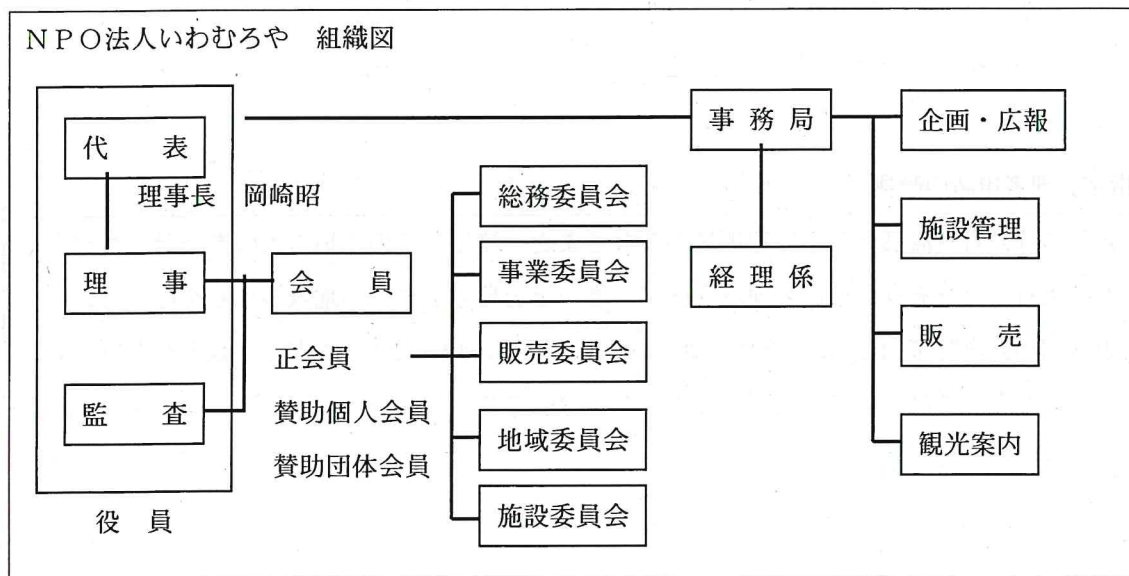 NPO法人いわむろや 組織図
代表
理事長 岡崎昭
理事
監査
役員
会員
正会員
賛助個人会員
賛助団体会員
総務委員会
事業委員会
販売委員会
地域委員会
施設委員会
事務局
経理係
企画・広報
施設管理
販売
観光案内